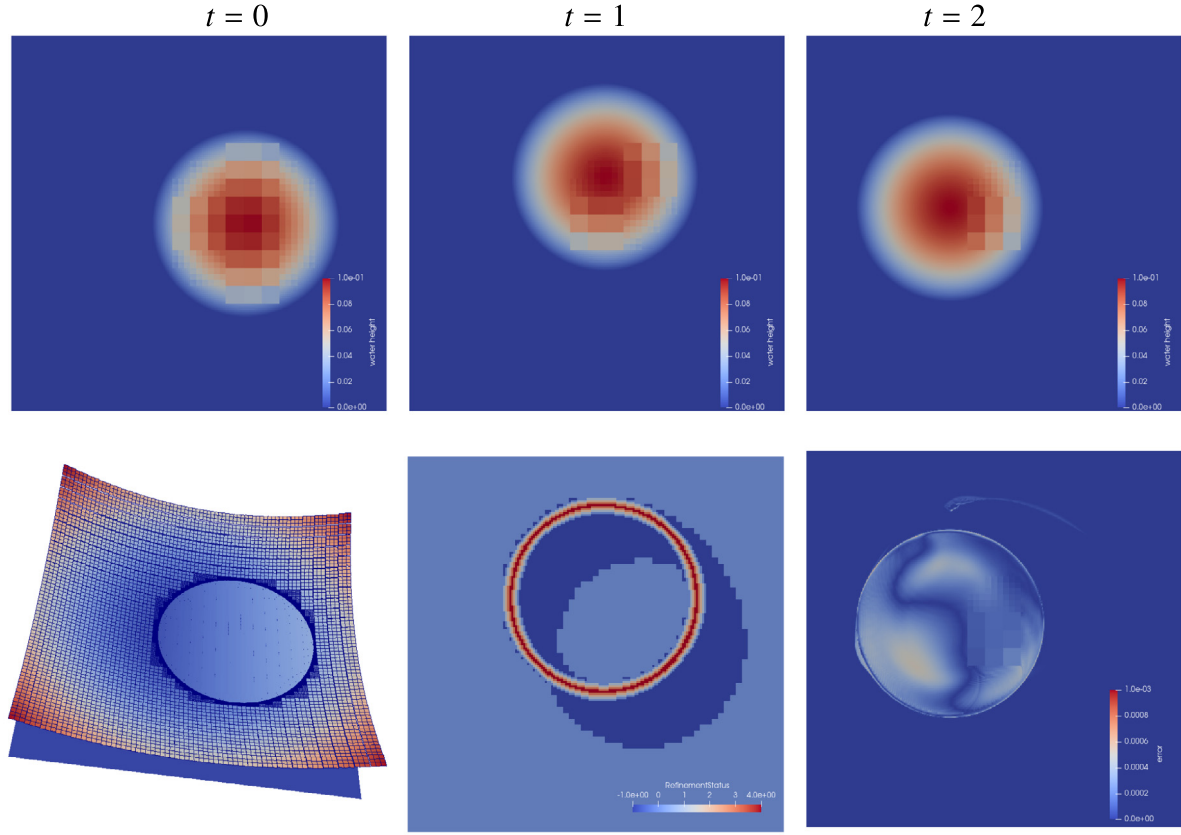 t = 0
t = 1
t = 2
1.0e-01
0.08
0.06
0.04
0.02
0.0e+00
water height
1.0e-01
0.08
0.06
0.04
0.02
0.0e+00
water height
1.0e-01
0.08
0.06
0.04
0.02
0.0e+00
water height
RefinementStatus
-1.0e+00 0 1 2 3 4.0e+00
1.0e-03
0.0008
0.0006
0.0004
0.0002
0.0e+00
error